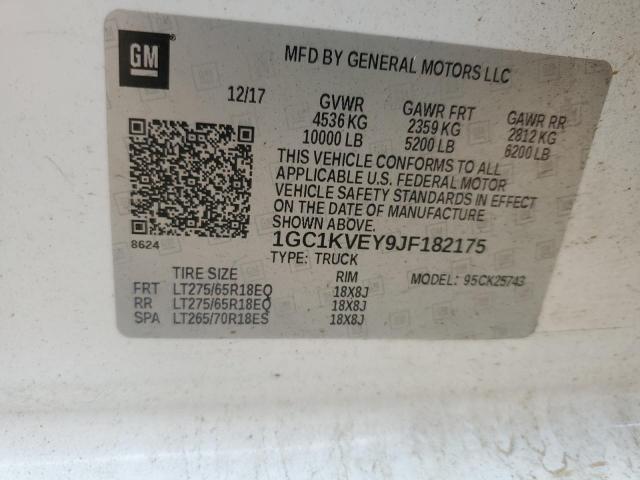 GM
MFD BY GENERAL MOTORS LLC
12/17
GVWR GAWR FRT GAWR RR
4536 KG 2359 KG 2812 KG
10000 LB 5200 LB 6200 LB
THIS VEHICLE CONFORMS TO ALL
APPLICABLE U.S. FEDERAL MOTOR
VEHICLE SAFETY STANDARDS IN EFFECT
ON THE DATE OF MANUFACTURE
SHOWN ABOVE.
8624
1GC1KVEY9JF182175
TYPE: TRUCK
TIRE SIZE RIM MODEL: 95CK25743
FRT LT275/65R18EQ 18X8J
RR LT275/65R18EQ 18X8J
SPA LT265/70R18ES 18X8J